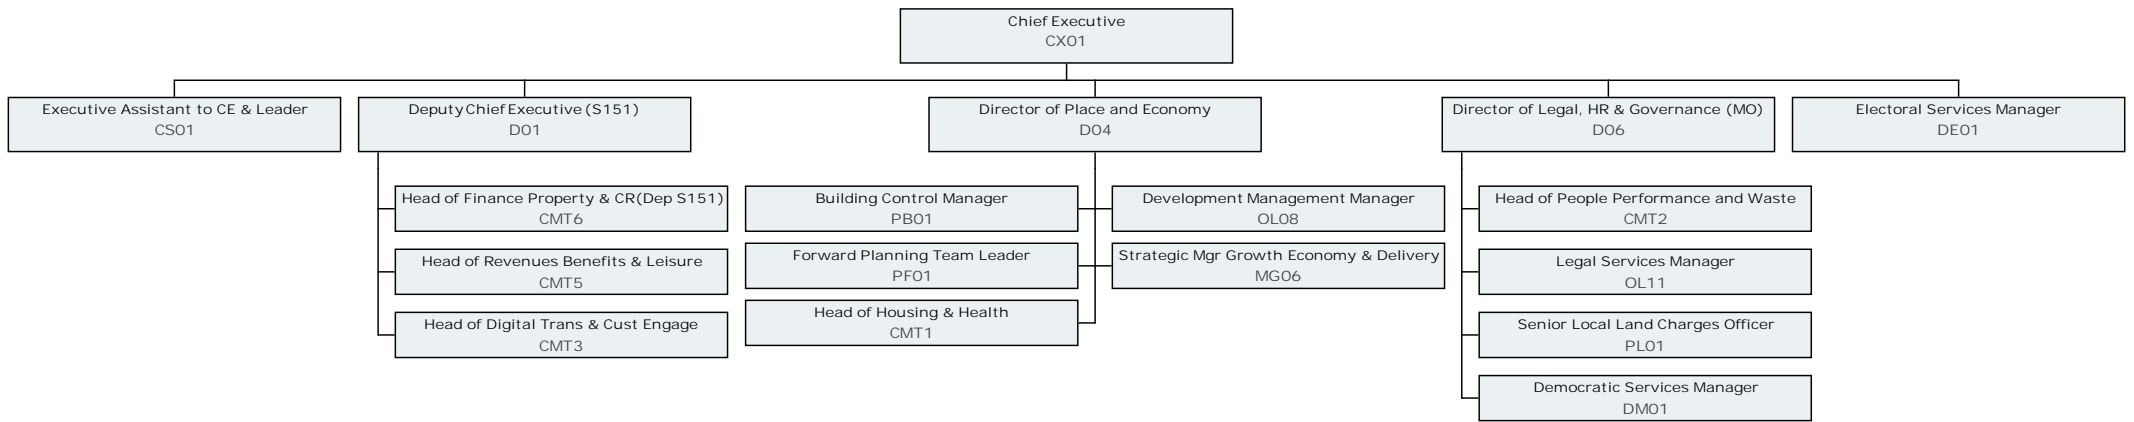 Chief Executive
CX01
Executive Assistant to CE & Leader
CS01
Deputy Chief Executive (S151)
D01
Director of Place and Economy
D04
Director of Legal, HR & Governance (MO)
D06
Electoral Services Manager
DE01
Head of Finance Property & CR(Dep S151)
CMT6
Head of Revenues Benefits & Leisure
CMT5
Head of Digital Trans & Cust Engage
CMT3
Building Control Manager
PB01
Development Management Manager
OL08
Forward Planning Team Leader
PF01
Strategic Mgr Growth Economy & Delivery
MG06
Head of Housing & Health
CMT1
Head of People Performance and Waste
CMT2
Legal Services Manager
OL11
Senior Local Land Charges Officer
PL01
Democratic Services Manager
DM01